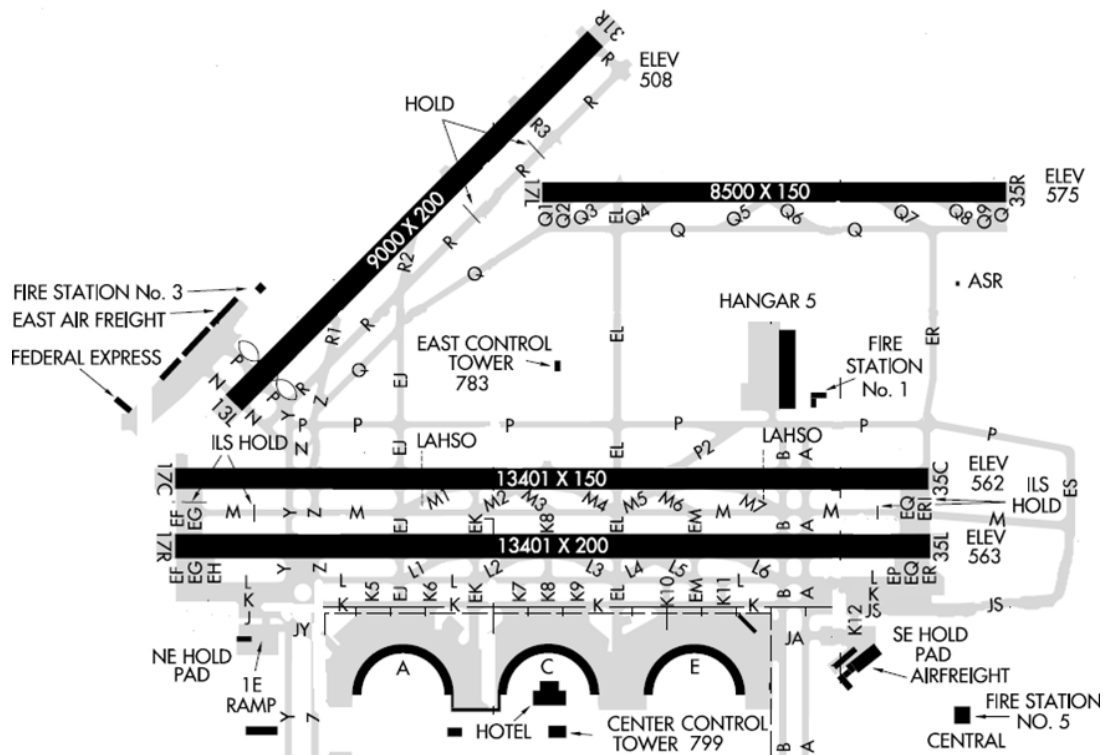 31R
R
ELEV
508
HOLD
R
R3
R
17L
8500 X 150
35R
ELEV
575
9000 X 200
Q1
Q2
Q3
EL
Q4
Q5
Q6
Q7
Q8
Q9
Q
Q
Q
R
R2
Q
FIRE STATION No. 3
EAST AIR FREIGHT
ASR
HANGAR 5
FEDERAL EXPRESS
R1
R
EL
ER
EAST CONTROL
TOWER
783
FIRE
STATION
No. 1
P
N
Q
EJ
P
R
13L
N
Y
Z
P
P
P
P
P
P
ILS HOLD
Z
EJ
LAHSO
EL
P2
LAHSO
B
A
17C
13401 X 150
35C
ELEV
562
ES
EF
EG
M
Y
Z
M
EJ
M1
EK
M2
M3
K8
M4
EL
M5
M6
EM
M7
B
A
M
EQ
ER
ILS
HOLD
M
17R
13401 X 200
35L
ELEV
563
EF
EG
EH
Y
Z
L1
L2
L3
L4
L5
L6
EP
EQ
ER
L
K
J
L
K
K5
EJ
K6
L
K
EK
K7
K8
K9
K
EL
K10
EM
K11
L
K
B
A
L
K
JS
JS
JY
JA
K12
NE HOLD
PAD
1E
RAMP
A
C
E
SE HOLD
PAD
AIRFREIGHT
Y
Z
HOTEL
CENTER CONTROL
TOWER 799
B
A
FIRE STATION
NO. 5
CENTRAL